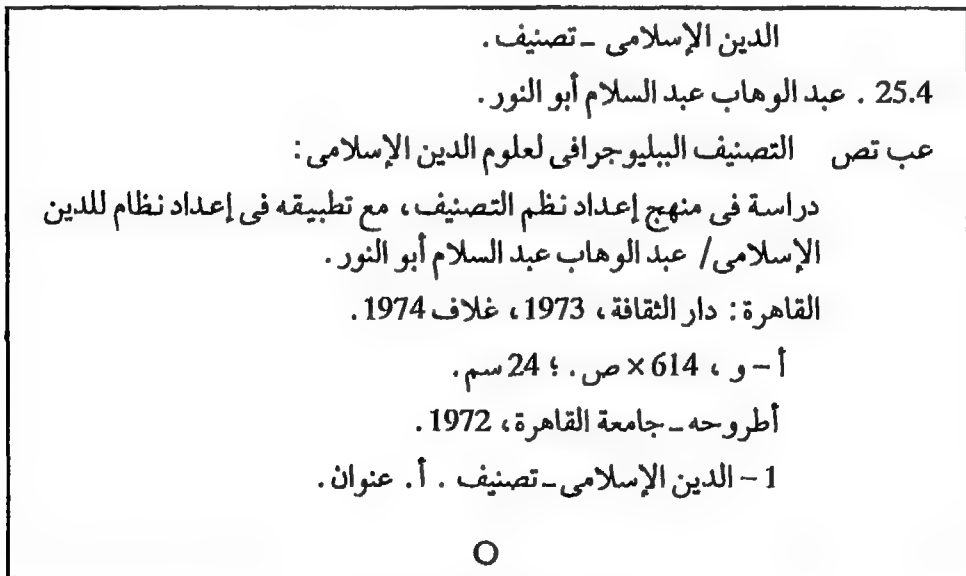 الدين الإسلامى ـ تصنيف.
25.4 . عبد الوهاب عبد السلام أبو النور.
عب تص   التصنيف الببليوجرافى لعلوم الدين الإسلامى:
دراسة فى منهج إعداد نظم التصنيف، مع تطبيقه فى إعداد نظام للدين
الإسلامى/ عبد الوهاب عبد السلام أبو النور.
القاهرة: دار الثقافة، 1973، غلاف 1974.
أ – و ، 614 × ص. ؛ 24 سم.
أطروحه ـ جامعة القاهرة، 1972.
1 – الدين الإسلامى ـ تصنيف . أ. عنوان.